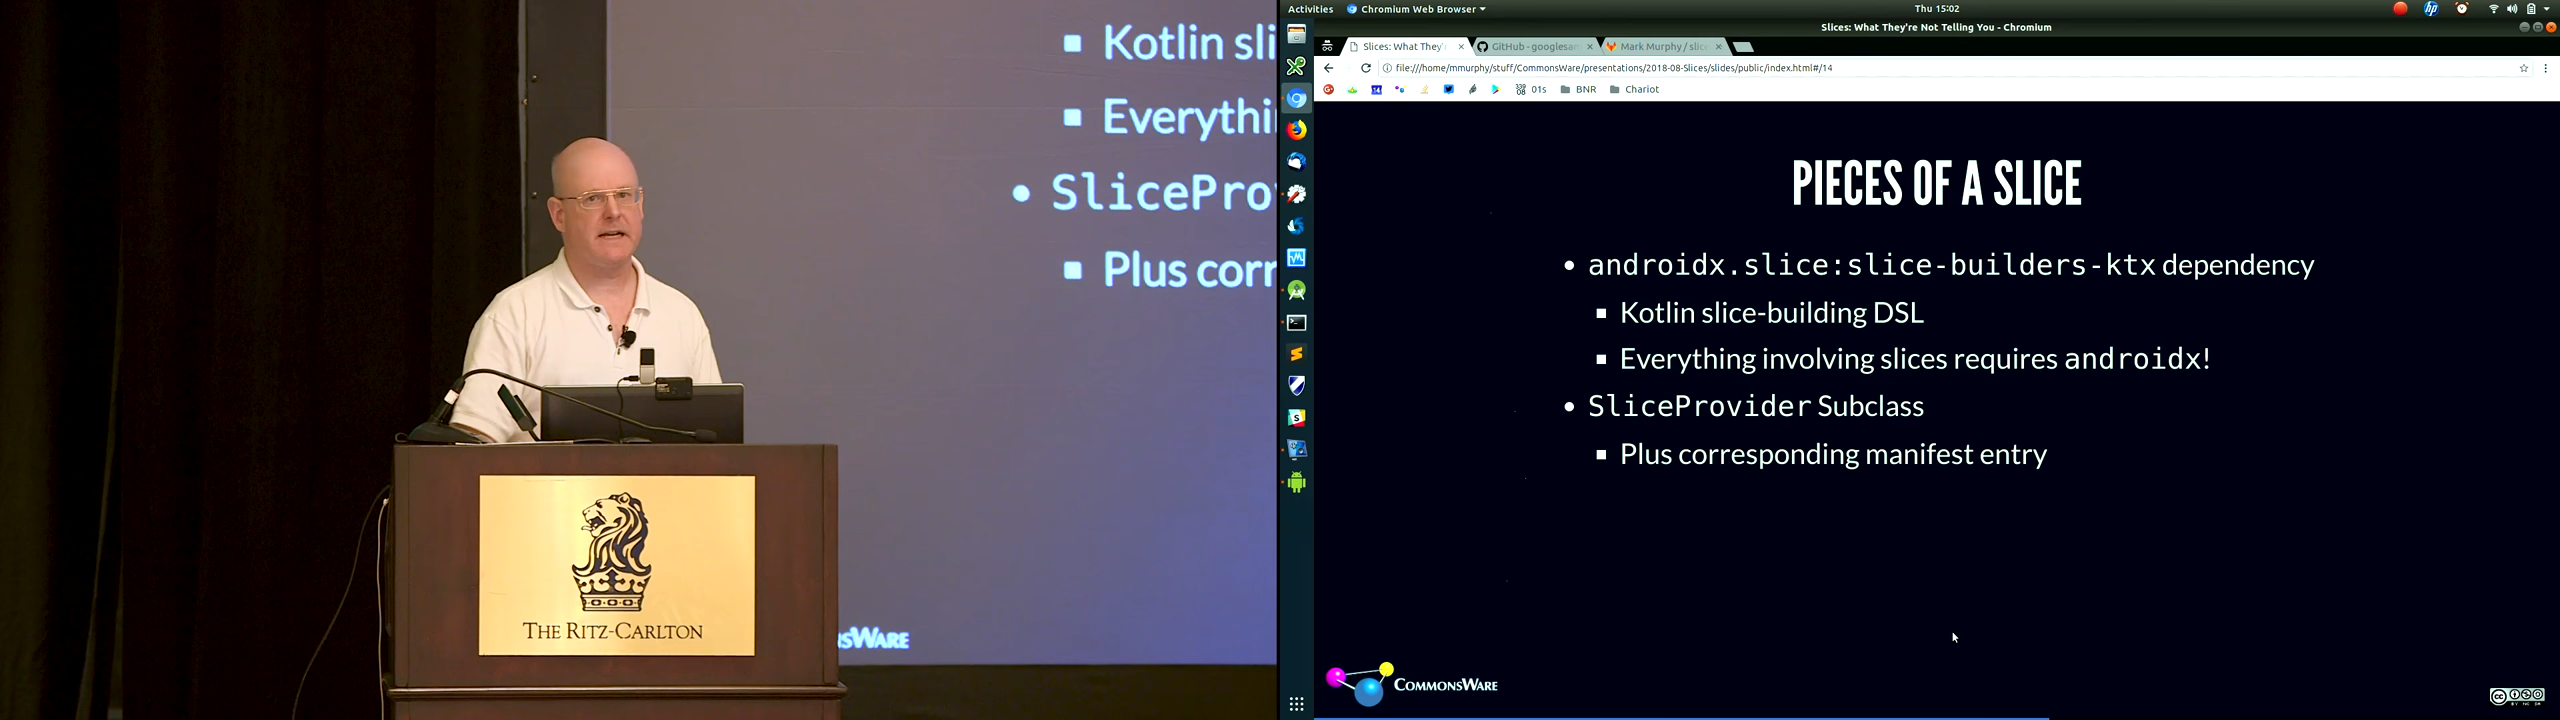 Kotlin sli
Everythi
SlicePro
Plus corr
THE RITZ-CARLTON
NSWARE
Activities
Chromium Web Browser
Thu 15:02
Slices: What They're Not Telling You - Chromium
Slices: What They'
GitHub - googlesam
Mark Murphy / slice
file:///home/mmurphy/stuff/CommonsWare/presentations/2018-08-Slices/slides/public/index.html#/14
01s
BNR
Chariot
PIECES OF A SLICE
androidx.slice:slice-builders-ktx dependency
Kotlin slice-building DSL
Everything involving slices requires androidx!
SliceProvider Subclass
Plus corresponding manifest entry
COMMONSWARE